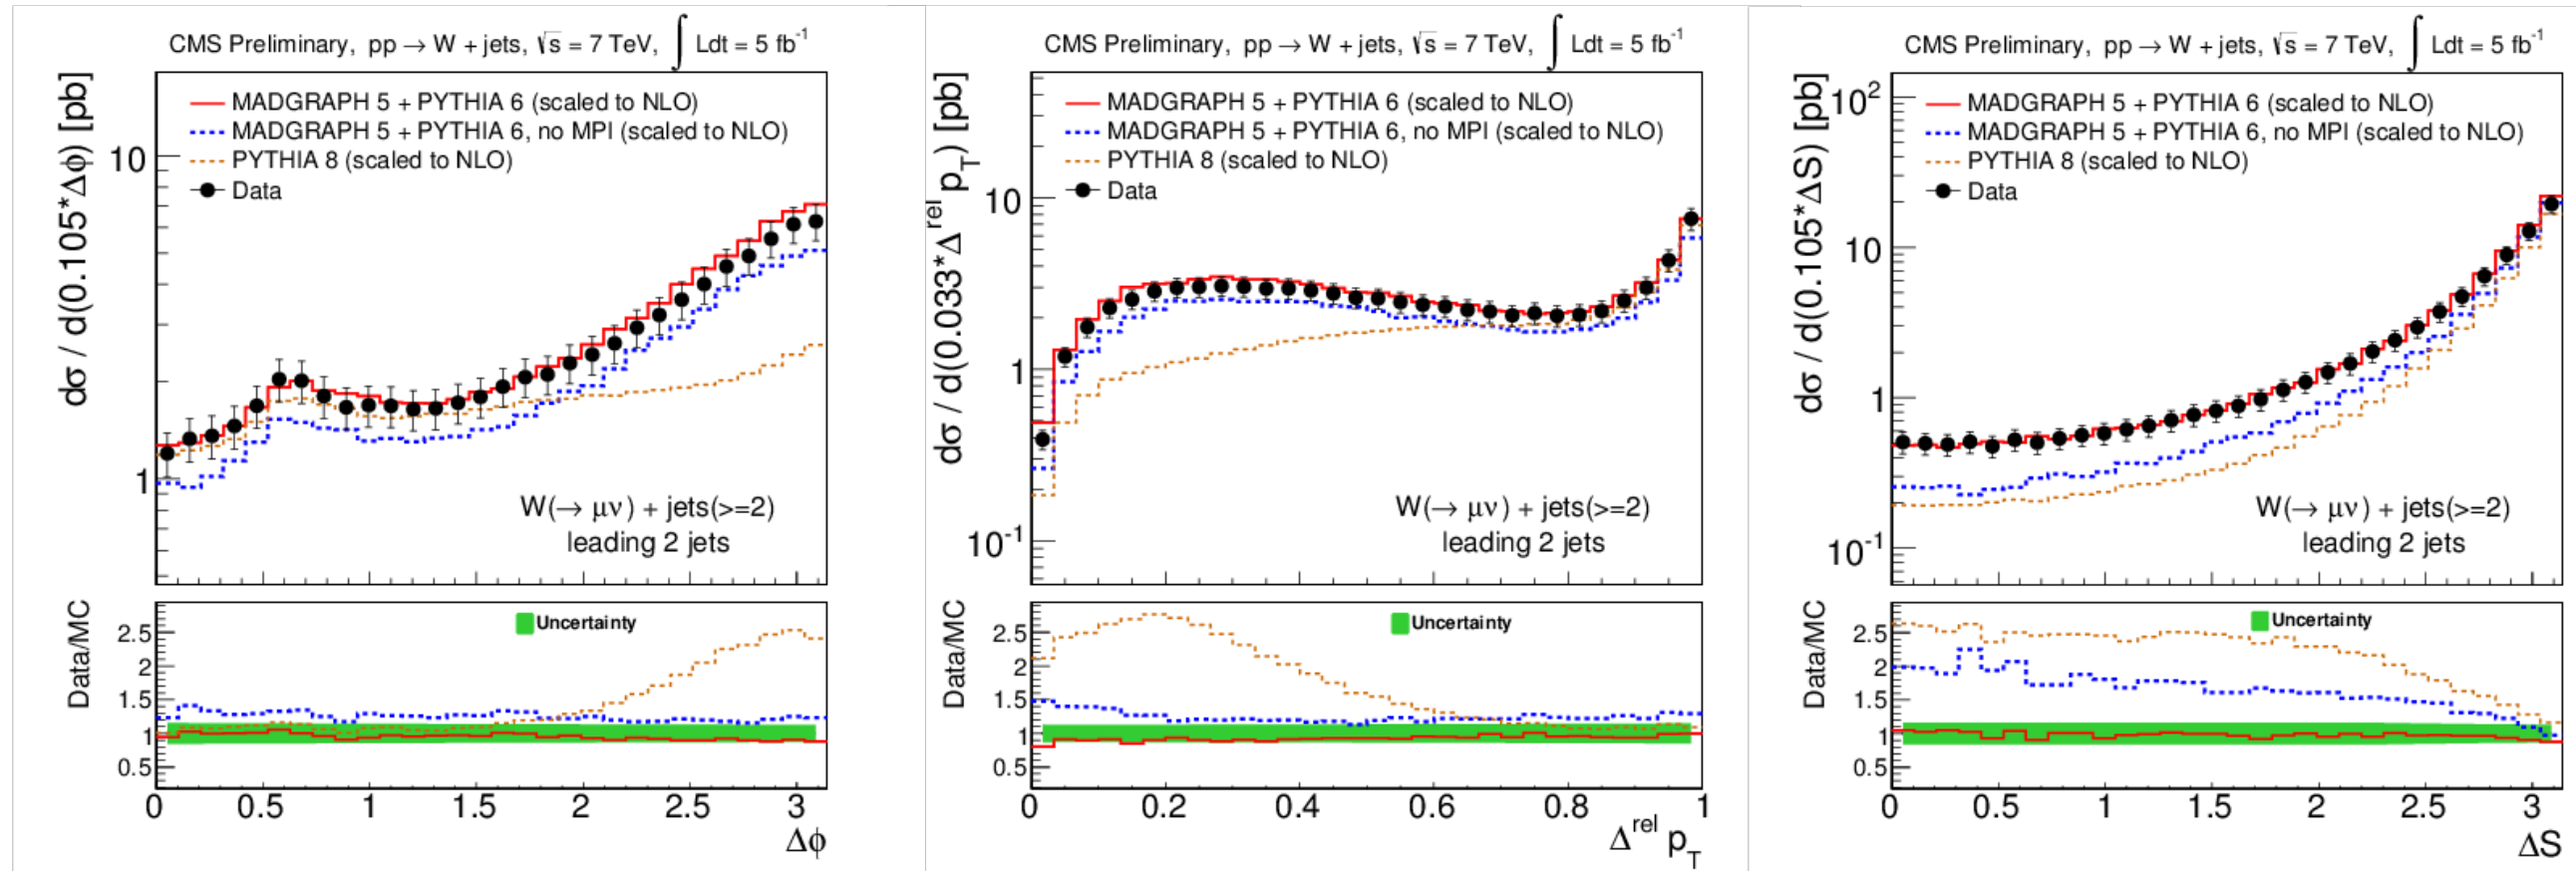 CMS Preliminary, pp → W + jets, √s = 7 TeV, ∫ Ldt = 5 fb⁻¹
dσ / d(0.105*Δϕ) [pb]
MADGRAPH 5 + PYTHIA 6 (scaled to NLO)
MADGRAPH 5 + PYTHIA 6, no MPI (scaled to NLO)
PYTHIA 8 (scaled to NLO)
Data
10
1
W(→ μν) + jets(>=2)
leading 2 jets
Data/MC
Uncertainty
2.5
2
1.5
1
0.5
0 0.5 1 1.5 2 2.5 3
Δϕ
CMS Preliminary, pp → W + jets, √s = 7 TeV, ∫ Ldt = 5 fb⁻¹
dσ / d(0.033*Δ^rel p_T) [pb]
MADGRAPH 5 + PYTHIA 6 (scaled to NLO)
MADGRAPH 5 + PYTHIA 6, no MPI (scaled to NLO)
PYTHIA 8 (scaled to NLO)
Data
10
1
10⁻¹
W(→ μν) + jets(>=2)
leading 2 jets
Data/MC
Uncertainty
2.5
2
1.5
1
0.5
0 0.2 0.4 0.6 0.8 1
Δ^rel p_T
CMS Preliminary, pp → W + jets, √s = 7 TeV, ∫ Ldt = 5 fb⁻¹
dσ / d(0.105*ΔS) [pb]
MADGRAPH 5 + PYTHIA 6 (scaled to NLO)
MADGRAPH 5 + PYTHIA 6, no MPI (scaled to NLO)
PYTHIA 8 (scaled to NLO)
Data
10²
10
1
10⁻¹
W(→ μν) + jets(>=2)
leading 2 jets
Data/MC
Uncertainty
2.5
2
1.5
1
0.5
0 0.5 1 1.5 2 2.5 3
ΔS